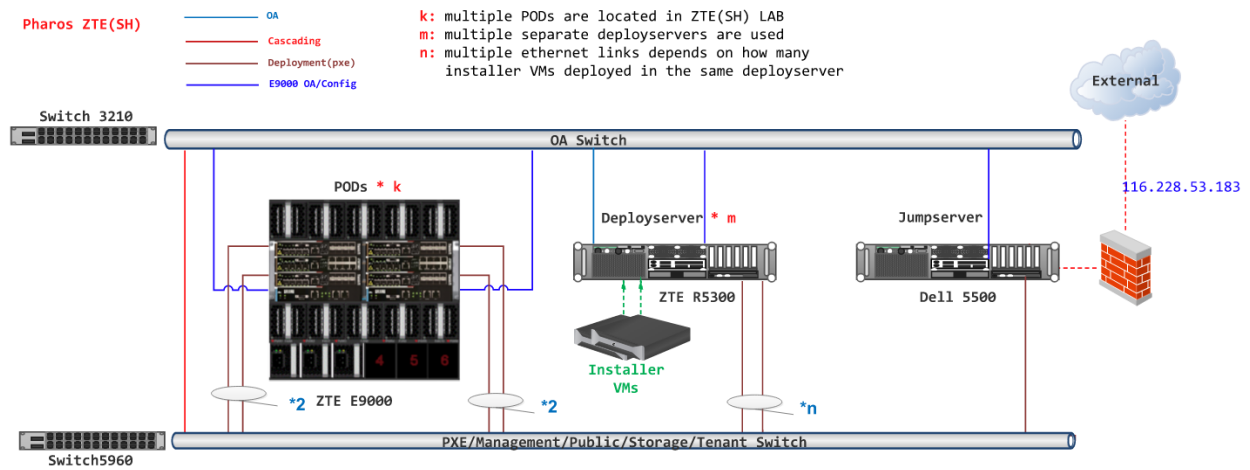 Pharos ZTE(SH)
OA
Cascading
Deployment(pxe)
E9000 OA/Config
k: multiple PODs are located in ZTE(SH) LAB
m: multiple separate deployservers are used
n: multiple ethernet links depends on how many
installer VMs deployed in the same deployserver
External
Switch 3210
OA Switch
116.228.53.183
PODs * k
Deployserver * m
Jumpserver
ZTE R5300
Dell 5500
4 5 6
Installer
VMs
*2
ZTE E9000
*2
*n
PXE/Management/Public/Storage/Tenant Switch
Switch5960